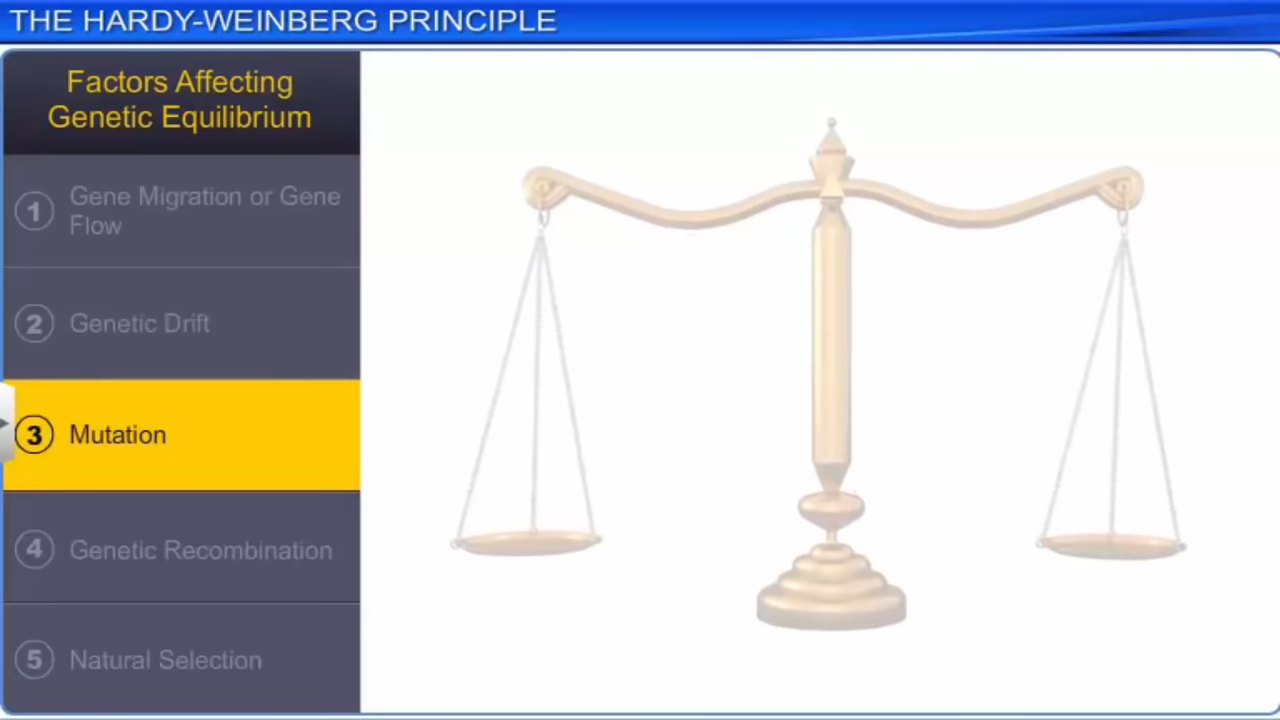 THE HARDY-WEINBERG PRINCIPLE
Factors Affecting
Genetic Equilibrium
1 Gene Migration or Gene
Flow
2 Genetic Drift
3 Mutation
4 Genetic Recombination
5 Natural Selection